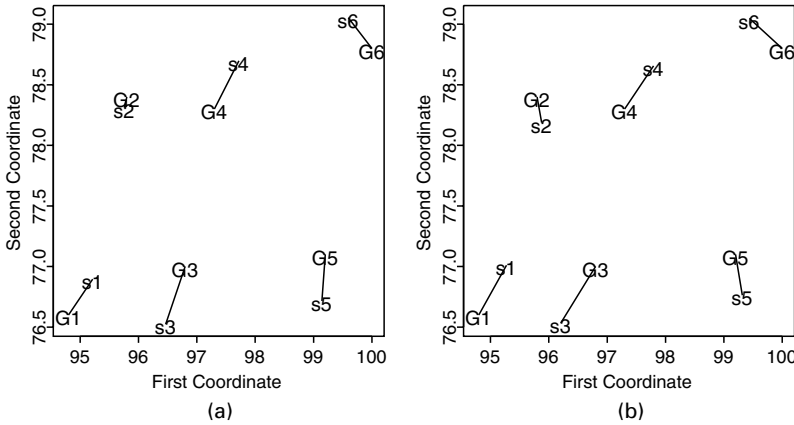 79.0
78.5
78.0
77.5
77.0
76.5
Second Coordinate
s6
G6
s4
G2
s2
G4
s1
G1
G3
s3
G5
s5
95 96 97 98 99 100
First Coordinate
(a)
79.0
78.5
78.0
77.5
77.0
76.5
Second Coordinate
s6
G6
s4
G2
s2
G4
s1
G1
G3
s3
G5
s5
95 96 97 98 99 100
First Coordinate
(b)